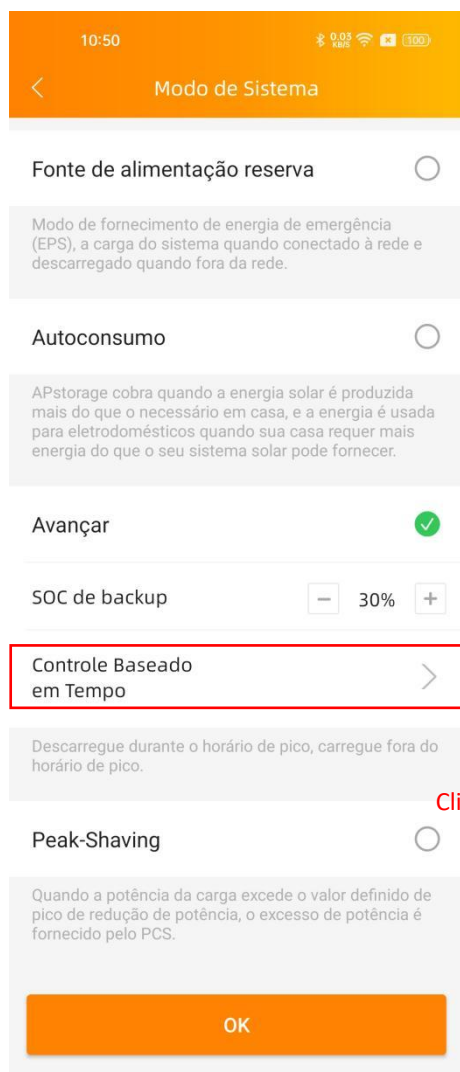 10:50
0.03
KB/S
100
Modo de Sistema
Fonte de alimentação reserva
Modo de fornecimento de energia de emergência
(EPS), a carga do sistema quando conectado à rede e
descarregado quando fora da rede.
Autoconsumo
APstorage cobra quando a energia solar é produzida
mais do que o necessário em casa, e a energia é usada
para eletrodomésticos quando sua casa requer mais
energia do que o seu sistema solar pode fornecer.
Avançar
SOC de backup
− 30% +
Controle Baseado
em Tempo
Descarregue durante o horário de pico, carregue fora do
horário de pico.
Cli
Peak-Shaving
Quando a potência da carga excede o valor definido de
pico de redução de potência, o excesso de potência é
fornecido pelo PCS.
OK